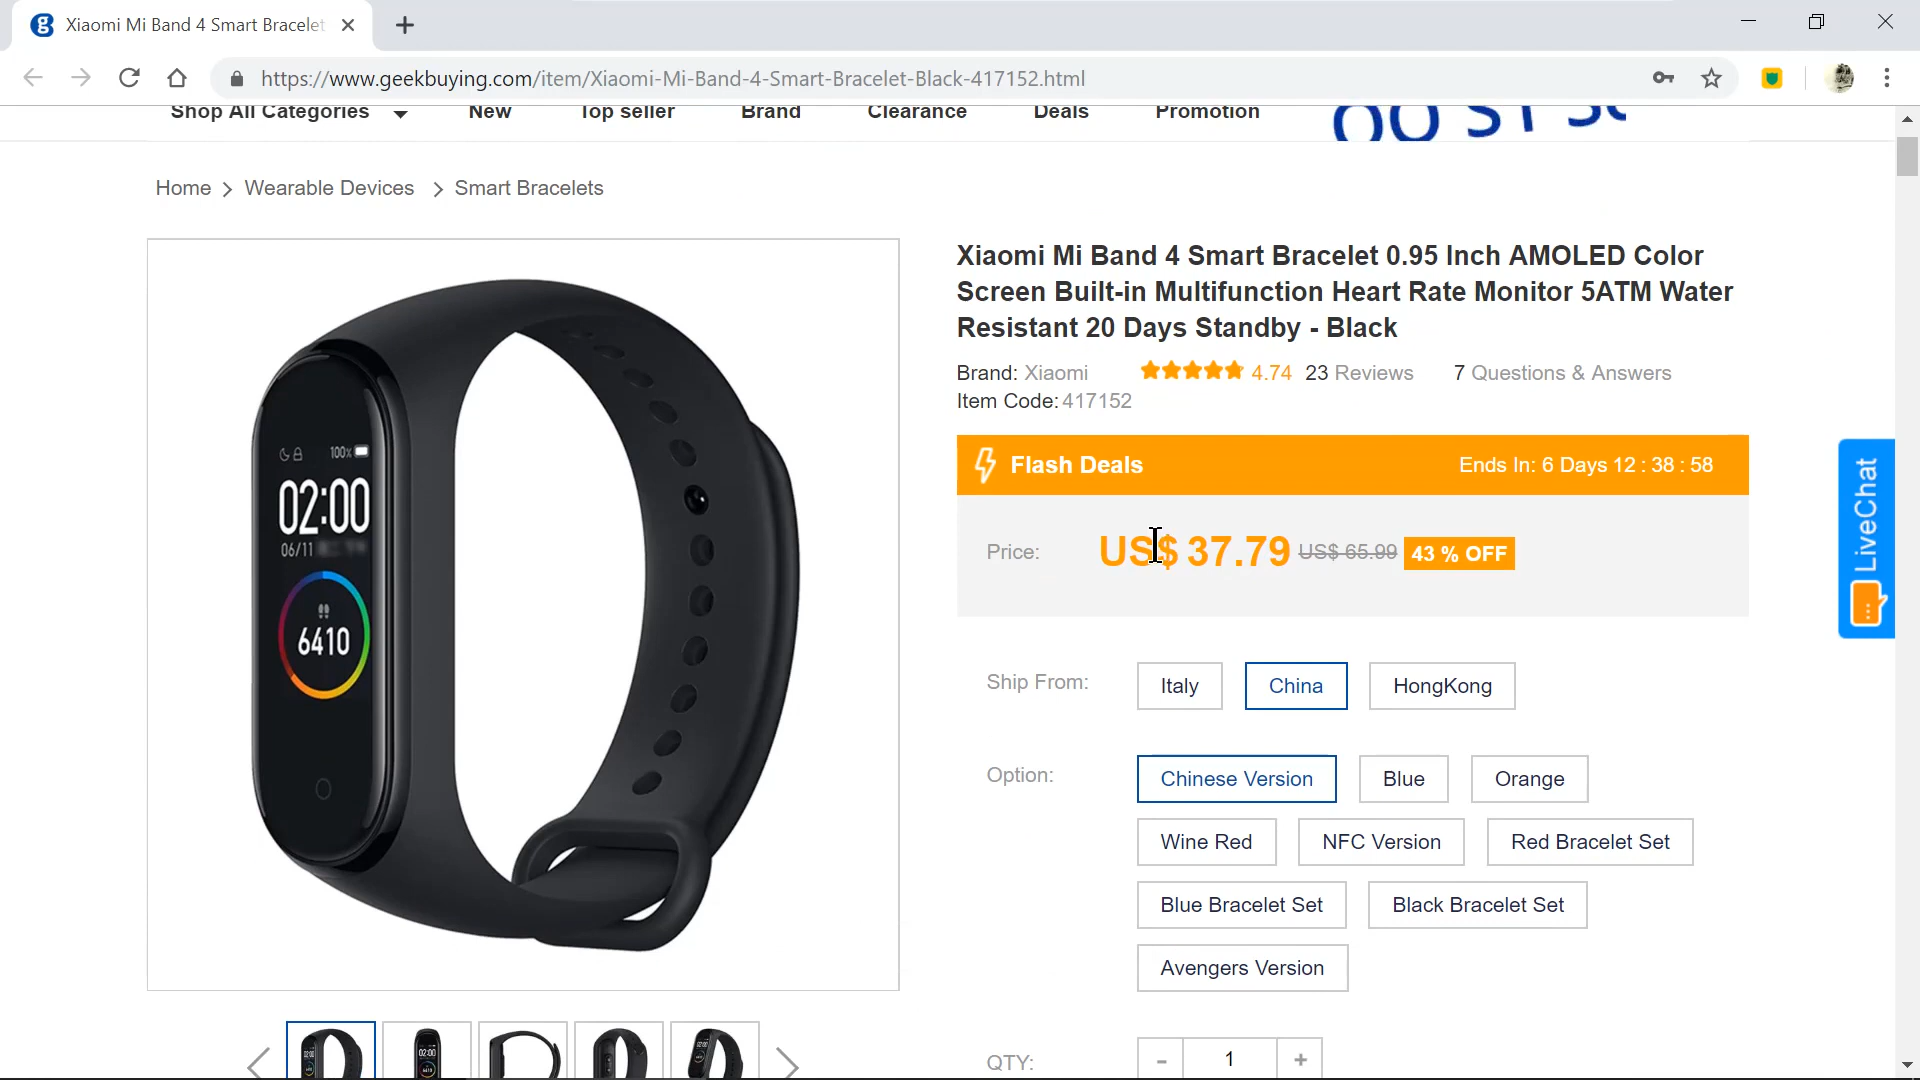 Xiaomi Mi Band 4 Smart Bracelet
https://www.geekbuying.com/item/Xiaomi-Mi-Band-4-Smart-Bracelet-Black-417152.html
Shop All Categories New Top seller Brand Clearance Deals Promotion
Home > Wearable Devices > Smart Bracelets
Xiaomi Mi Band 4 Smart Bracelet 0.95 Inch AMOLED Color
Screen Built-in Multifunction Heart Rate Monitor 5ATM Water
Resistant 20 Days Standby - Black
Brand: Xiaomi 4.74 23 Reviews 7 Questions & Answers
Item Code: 417152
Flash Deals Ends In: 6 Days 12 : 38 : 58
Price: US$ 37.79 US$ 65.99 43 % OFF
Ship From: Italy China HongKong
Option: Chinese Version Blue Orange
Wine Red NFC Version Red Bracelet Set
Blue Bracelet Set Black Bracelet Set
Avengers Version
QTY: - 1 +
100%
02:00
06/11
6410
02:00
LiveChat